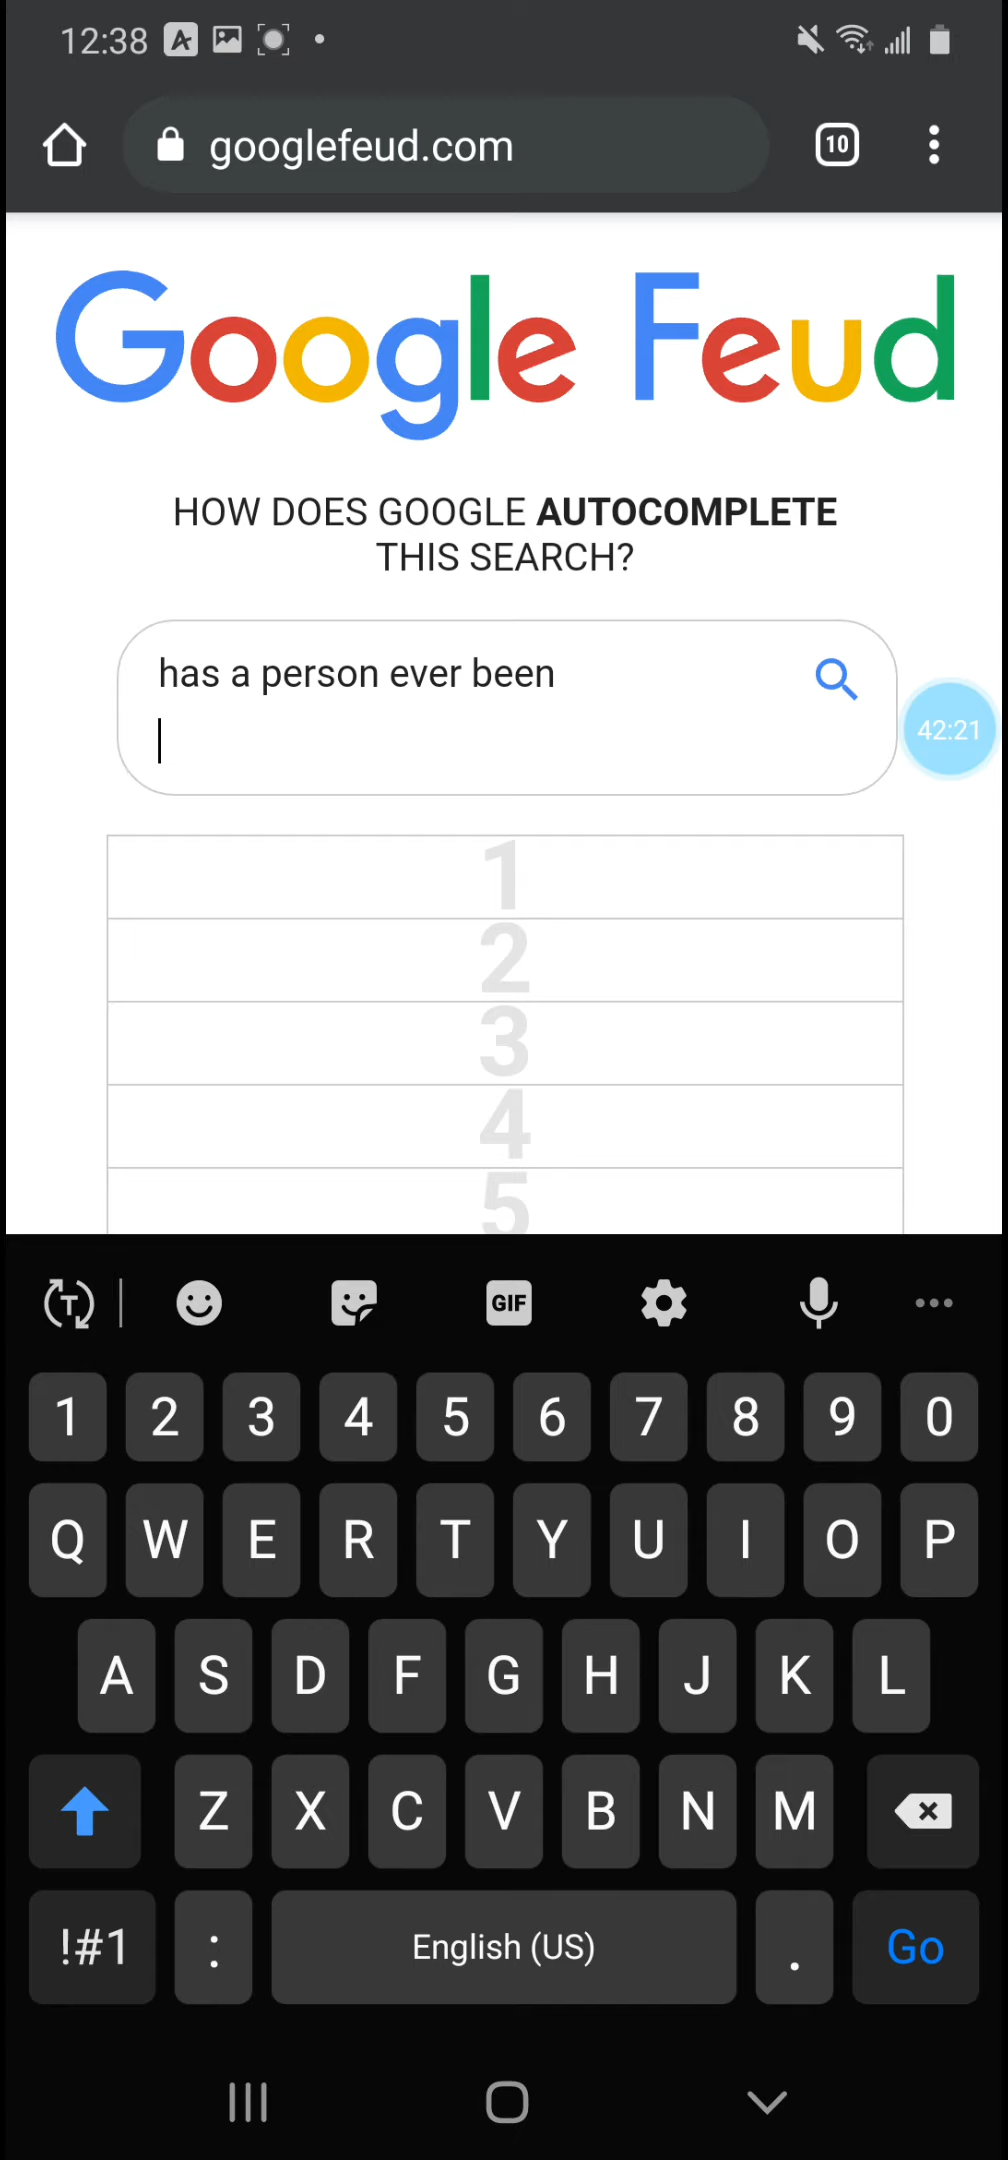 12:38
googlefeud.com
10
Google Feud
HOW DOES GOOGLE AUTOCOMPLETE
THIS SEARCH?
has a person ever been
42:21
1
2
3
4
5
T
GIF
1 2 3 4 5 6 7 8 9 0
Q W E R T Y U I O P
A S D F G H J K L
Z X C V B N M
!#1 : English (US) . Go